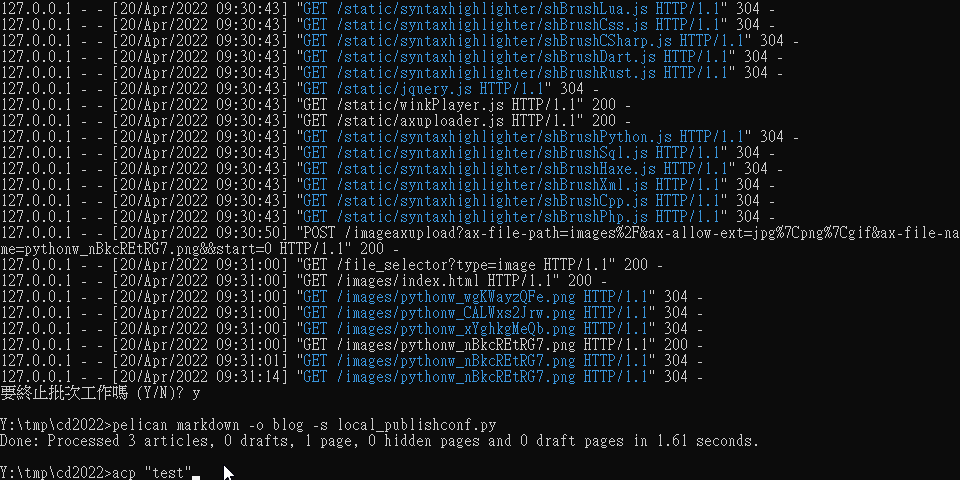 127.0.0.1 - - [20/Apr/2022 09:30:43] "GET /static/syntaxhighlighter/shBrushLua.js HTTP/1.1" 304 -
127.0.0.1 - - [20/Apr/2022 09:30:43] "GET /static/syntaxhighlighter/shBrushCss.js HTTP/1.1" 304 -
127.0.0.1 - - [20/Apr/2022 09:30:43] "GET /static/syntaxhighlighter/shBrushCSharp.js HTTP/1.1" 304 -
127.0.0.1 - - [20/Apr/2022 09:30:43] "GET /static/syntaxhighlighter/shBrushDart.js HTTP/1.1" 304 -
127.0.0.1 - - [20/Apr/2022 09:30:43] "GET /static/syntaxhighlighter/shBrushRust.js HTTP/1.1" 304 -
127.0.0.1 - - [20/Apr/2022 09:30:43] "GET /static/jquery.js HTTP/1.1" 304 -
127.0.0.1 - - [20/Apr/2022 09:30:43] "GET /static/winkPlayer.js HTTP/1.1" 200 -
127.0.0.1 - - [20/Apr/2022 09:30:43] "GET /static/axuploader.js HTTP/1.1" 200 -
127.0.0.1 - - [20/Apr/2022 09:30:43] "GET /static/syntaxhighlighter/shBrushPython.js HTTP/1.1" 304 -
127.0.0.1 - - [20/Apr/2022 09:30:43] "GET /static/syntaxhighlighter/shBrushSql.js HTTP/1.1" 304 -
127.0.0.1 - - [20/Apr/2022 09:30:43] "GET /static/syntaxhighlighter/shBrushHaxe.js HTTP/1.1" 304 -
127.0.0.1 - - [20/Apr/2022 09:30:43] "GET /static/syntaxhighlighter/shBrushXml.js HTTP/1.1" 304 -
127.0.0.1 - - [20/Apr/2022 09:30:43] "GET /static/syntaxhighlighter/shBrushCpp.js HTTP/1.1" 304 -
127.0.0.1 - - [20/Apr/2022 09:30:43] "GET /static/syntaxhighlighter/shBrushPhp.js HTTP/1.1" 304 -
127.0.0.1 - - [20/Apr/2022 09:30:50] "POST /imageaxupload?ax-file-path=images%2F&ax-allow-ext=jpg%7Cpng%7Cgif&ax-file-na
me=pythonw_nBkcREtRG7.png&&start=0 HTTP/1.1" 200 -
127.0.0.1 - - [20/Apr/2022 09:31:00] "GET /file_selector?type=image HTTP/1.1" 200 -
127.0.0.1 - - [20/Apr/2022 09:31:00] "GET /images/index.html HTTP/1.1" 200 -
127.0.0.1 - - [20/Apr/2022 09:31:00] "GET /images/pythonw_wgKWayzQFe.png HTTP/1.1" 304 -
127.0.0.1 - - [20/Apr/2022 09:31:00] "GET /images/pythonw_CALWxs2Jrw.png HTTP/1.1" 304 -
127.0.0.1 - - [20/Apr/2022 09:31:00] "GET /images/pythonw_xYghkgMeQb.png HTTP/1.1" 304 -
127.0.0.1 - - [20/Apr/2022 09:31:00] "GET /images/pythonw_nBkcREtRG7.png HTTP/1.1" 200 -
127.0.0.1 - - [20/Apr/2022 09:31:01] "GET /images/pythonw_nBkcREtRG7.png HTTP/1.1" 304 -
127.0.0.1 - - [20/Apr/2022 09:31:14] "GET /images/pythonw_nBkcREtRG7.png HTTP/1.1" 304 -
要終止批次工作嗎 (Y/N)? y
Y:\tmp\cd2022>pelican markdown -o blog -s local_publishconf.py
Done: Processed 3 articles, 0 drafts, 1 page, 0 hidden pages and 0 draft pages in 1.61 seconds.
Y:\tmp\cd2022>acp "test"